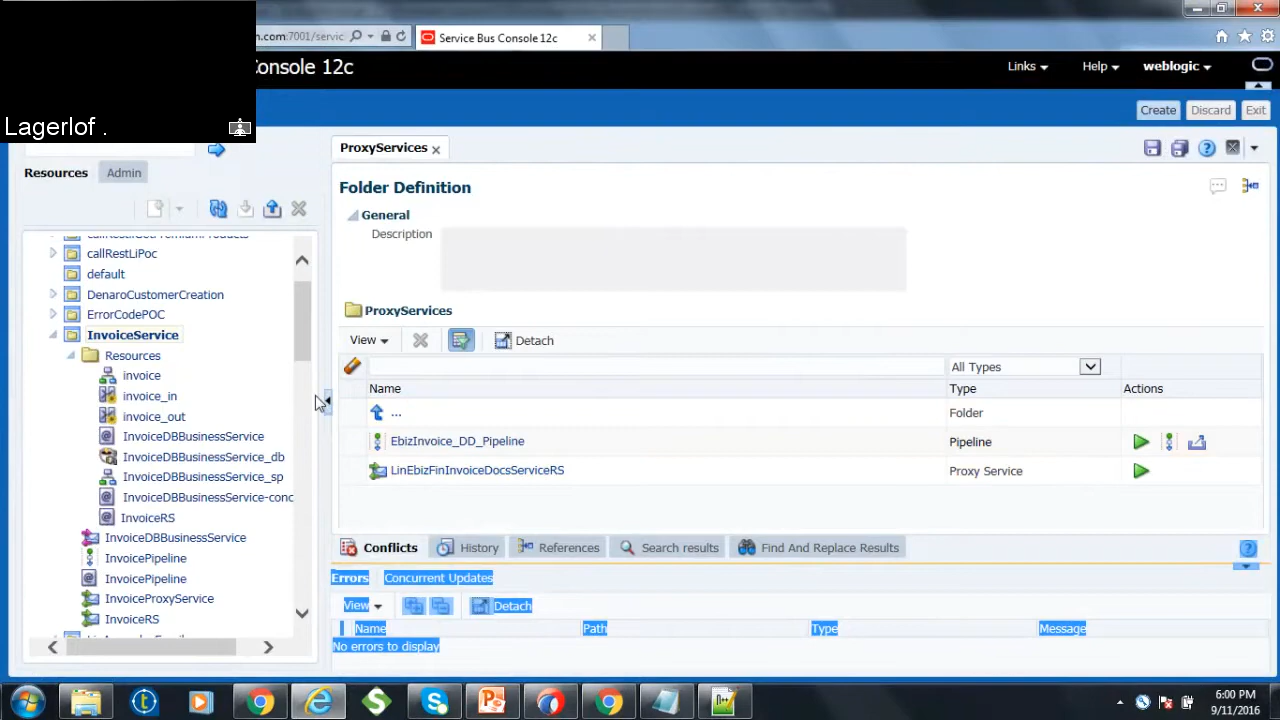 n.com:7001/servic
Service Bus Console 12c
Console 12c
Links
Help
weblogic
Lagerlof .
Create
Discard
Exit
Resources
Admin
callRestLiPoc
default
DenaroCustomerCreation
ErrorCodePOC
InvoiceService
Resources
invoice
invoice_in
invoice_out
InvoiceDBBusinessService
InvoiceDBBusinessService_db
InvoiceDBBusinessService_sp
InvoiceDBBusinessService-conc
InvoiceRS
InvoiceDBBusinessService
InvoicePipeline
InvoicePipeline
InvoiceProxyService
InvoiceRS
ProxyServices
Folder Definition
General
Description
ProxyServices
View
Detach
All Types
Name
Type
Actions
...
Folder
EbizInvoice_DD_Pipeline
Pipeline
LinEbizFinInvoiceDocsServiceRS
Proxy Service
Conflicts
History
References
Search results
Find And Replace Results
Errors
Concurrent Updates
View
Detach
Name
Path
Type
Message
No errors to display
6:00 PM
9/11/2016